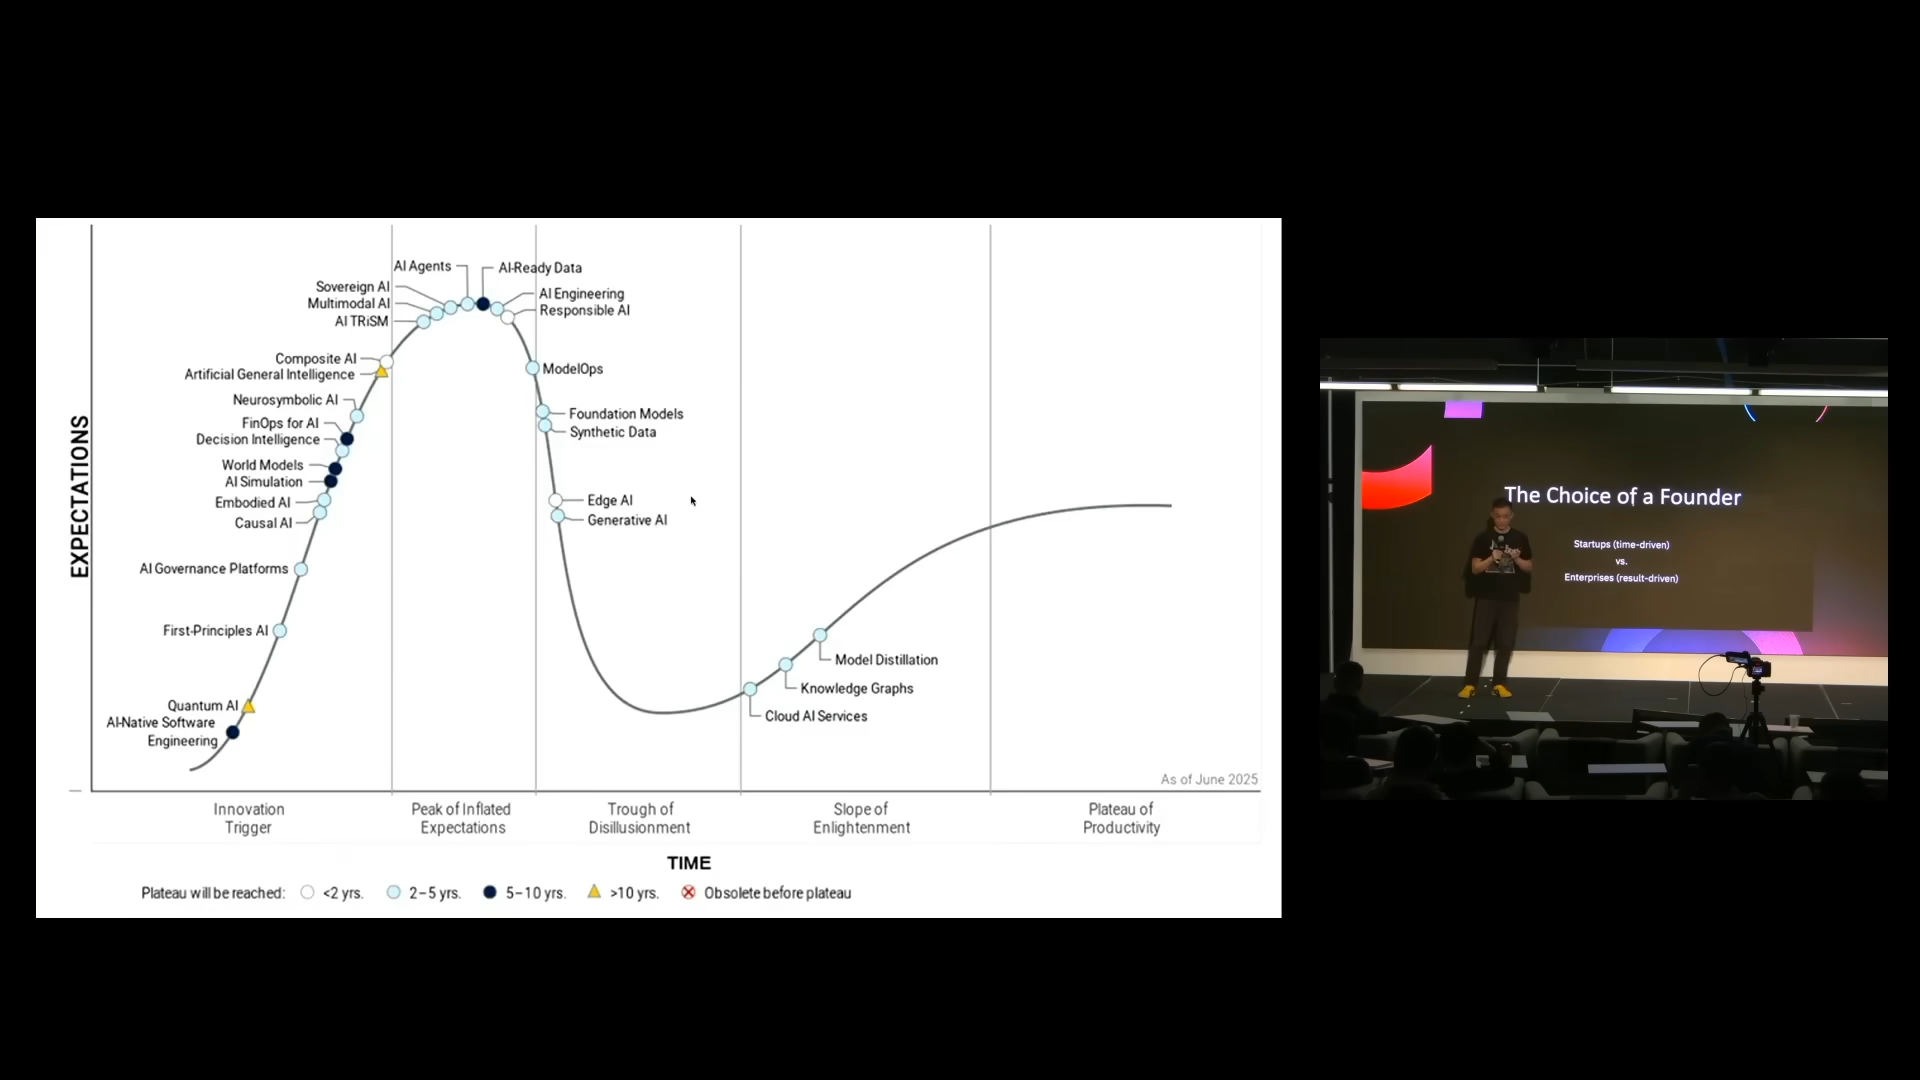 AI Agents
AI-Ready Data
Sovereign AI
AI Engineering
Multimodal AI
Responsible AI
AI TRiSM
Composite AI
Artificial General Intelligence
ModelOps
Neurosymbolic AI
Foundation Models
FinOps for AI
Synthetic Data
Decision Intelligence
World Models
AI Simulation
Embodied AI
Edge AI
Causal AI
Generative AI
AI Governance Platforms
First-Principles AI
Model Distillation
Knowledge Graphs
Quantum AI
Cloud AI Services
AI-Native Software
Engineering
EXPECTATIONS
As of June 2025
Innovation
Trigger
Peak of Inflated
Expectations
Trough of
Disillusionment
Slope of
Enlightenment
Plateau of
Productivity
TIME
Plateau will be reached: <2 yrs. 2–5 yrs. 5–10 yrs. >10 yrs. Obsolete before plateau
The Choice of a Founder
Startups (time-driven)
vs.
Enterprises (result-driven)